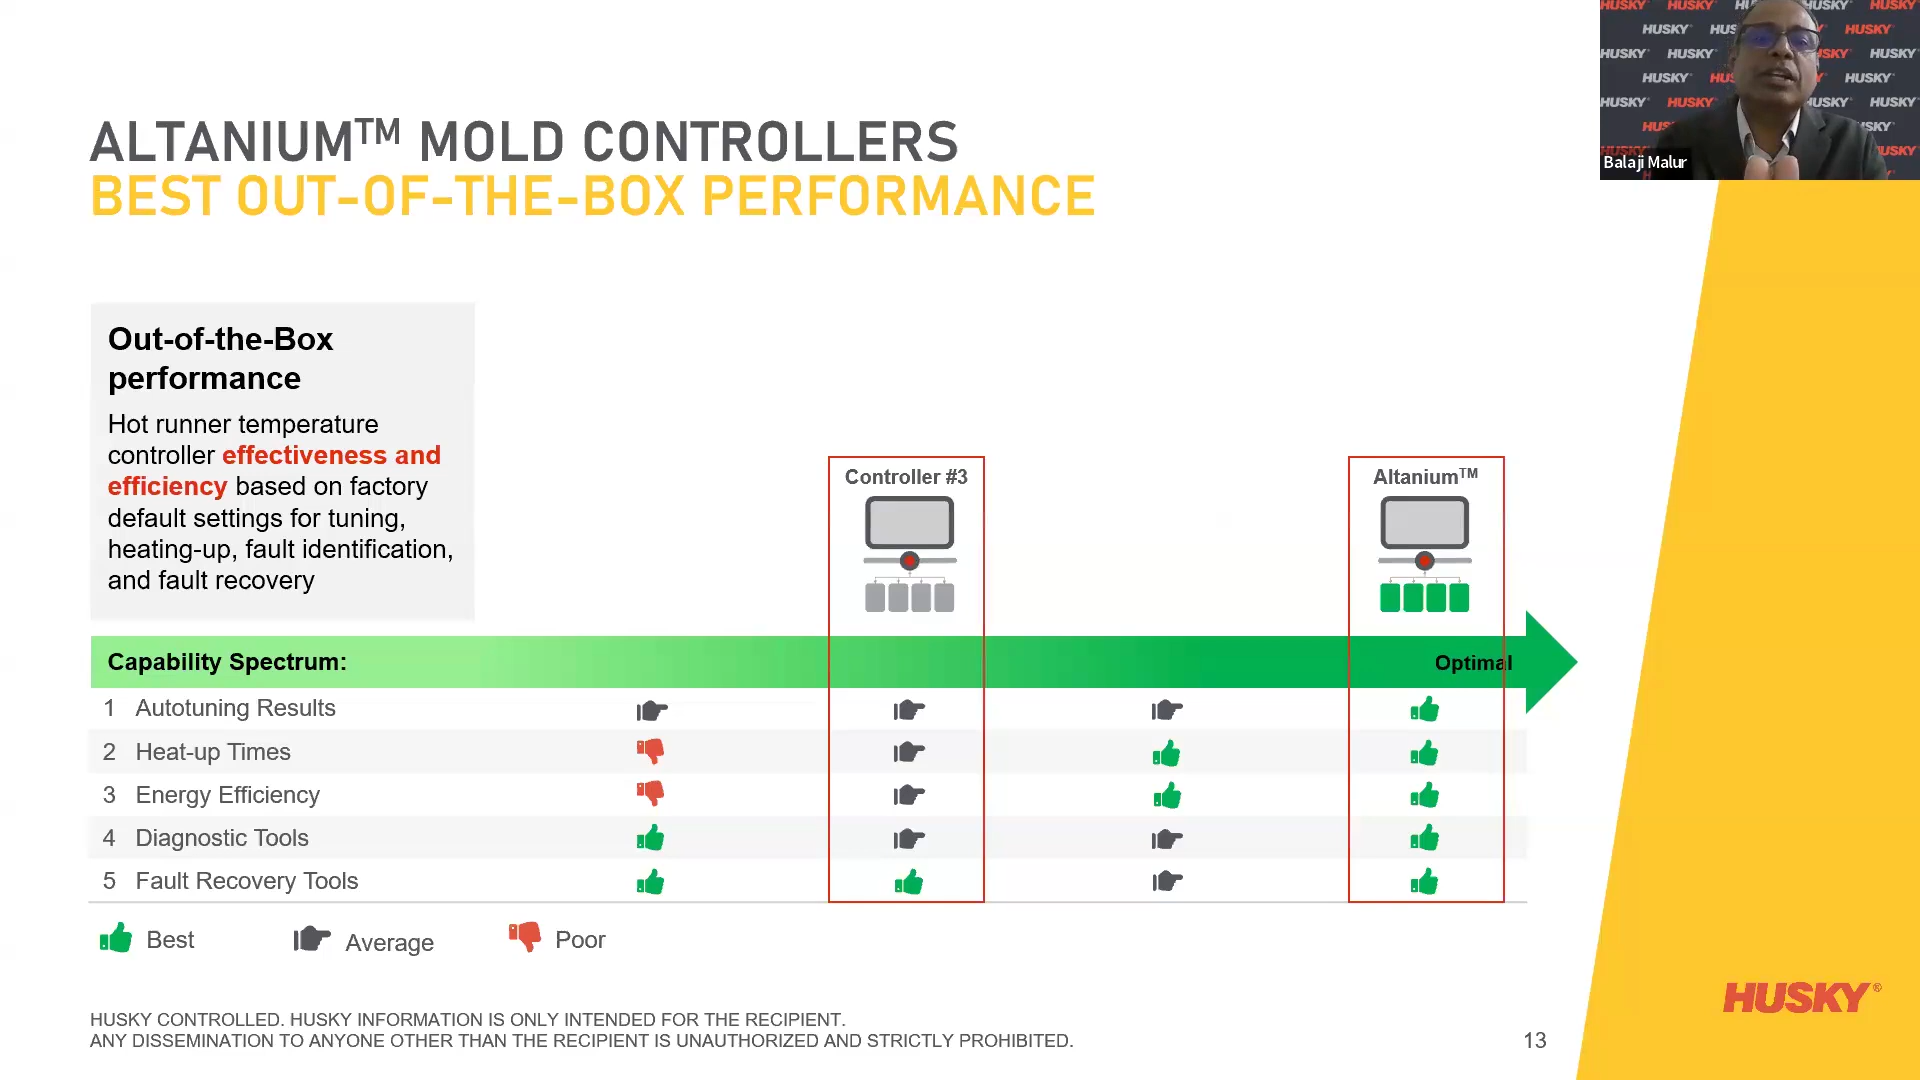 ALTANIUM™ MOLD CONTROLLERS
BEST OUT-OF-THE-BOX PERFORMANCE
HUSKY
Balaji Malur
Out-of-the-Box
performance
Hot runner temperature
controller effectiveness and
efficiency based on factory
default settings for tuning,
heating-up, fault identification,
and fault recovery
Controller #3
Altanium™
Capability Spectrum:
Optimal
1 Autotuning Results
2 Heat-up Times
3 Energy Efficiency
4 Diagnostic Tools
5 Fault Recovery Tools
Best
Average
Poor
HUSKY CONTROLLED. HUSKY INFORMATION IS ONLY INTENDED FOR THE RECIPIENT.
ANY DISSEMINATION TO ANYONE OTHER THAN THE RECIPIENT IS UNAUTHORIZED AND STRICTLY PROHIBITED.
13
HUSKY®